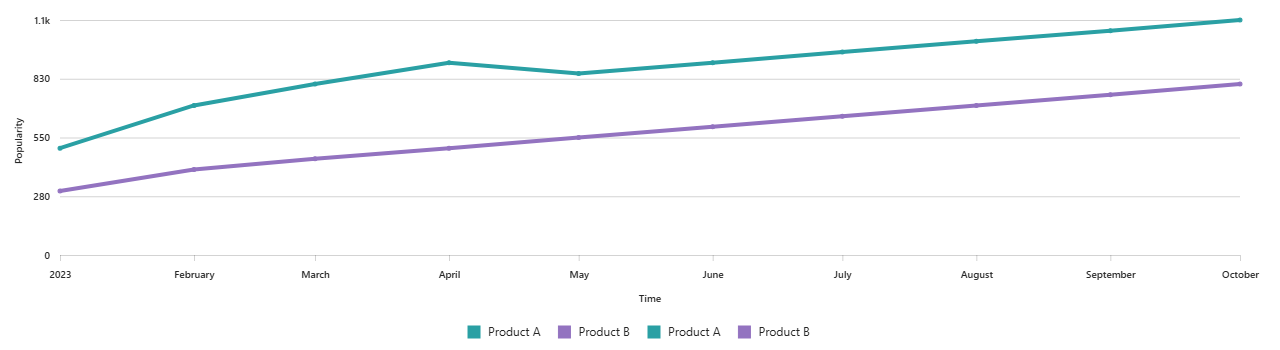 1.1k
830
550
280
0
Popularity
2023 February March April May June July August September October
Time
Product A Product B Product A Product B